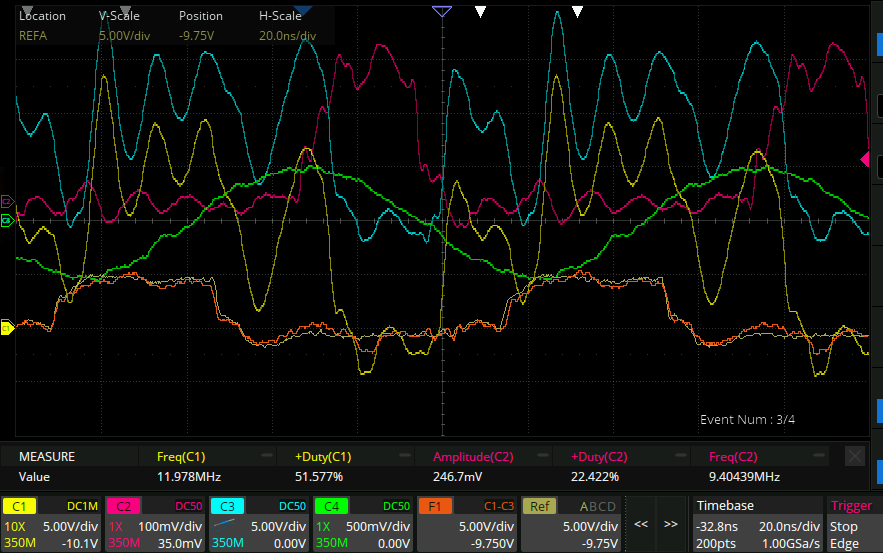 Location V-Scale Position H-Scale
REFA 5.00V/div -9.75V 20.0ns/div
C2
C4
C1
Event Num : 3/4
MEASURE Freq(C1) +Duty(C1) Amplitude(C2) +Duty(C2) Freq(C2)
Value 11.978MHz 51.577% 246.7mV 22.422% 9.40439MHz
C1 DC1M C2 DC50 C3 DC50 C4 DC50 F1 C1-C3 Ref ABCD Timebase Trigger
10X 5.00V/div 1X 100mV/div 5.00V/div 1X 500mV/div 5.00V/div 5.00V/div << >> -32.8ns 20.0ns/div Stop
350M -10.1V 350M 35.0mV 350M 0.00V 350M 0.00V -9.750V -9.75V 200pts 1.00GSa/s Edge